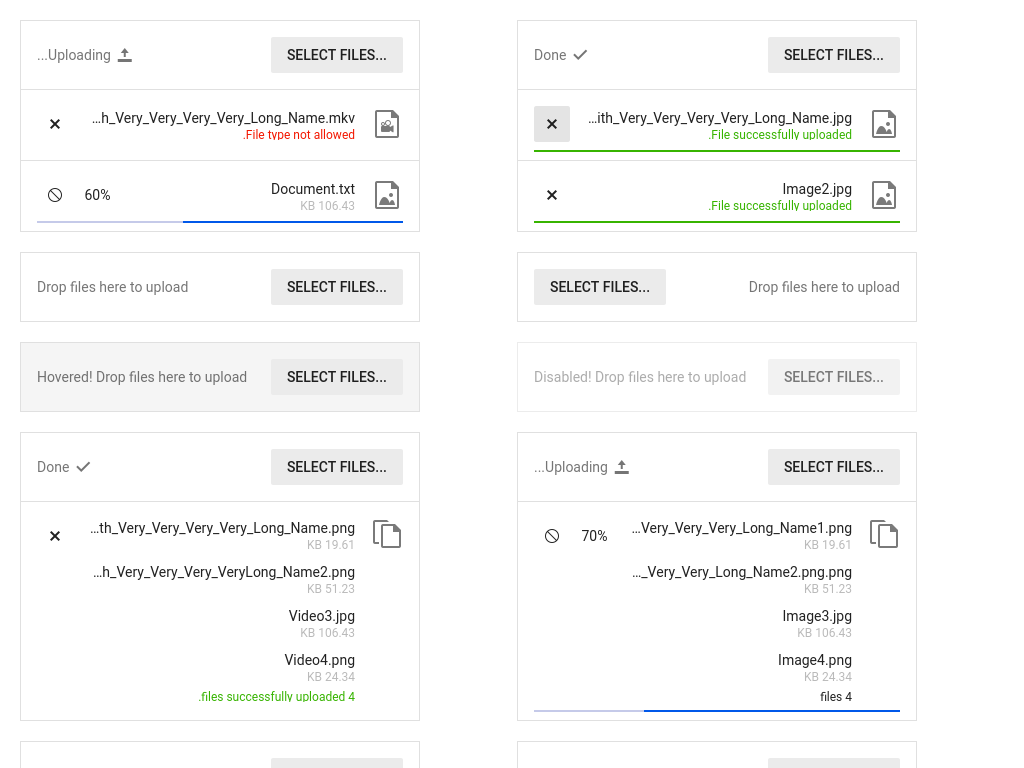 ...Uploading
SELECT FILES...
...h_Very_Very_Very_Very_Long_Name.mkv
.File type not allowed
60%
Document.txt
KB 106.43
Done
SELECT FILES...
...ith_Very_Very_Very_Very_Long_Name.jpg
.File successfully uploaded
Image2.jpg
.File successfully uploaded
Drop files here to upload
SELECT FILES...
SELECT FILES...
Drop files here to upload
Hovered! Drop files here to upload
SELECT FILES...
Disabled! Drop files here to upload
SELECT FILES...
Done
SELECT FILES...
...th_Very_Very_Very_Very_Long_Name.png
KB 19.61
...h_Very_Very_Very_VeryLong_Name2.png
KB 51.23
Video3.jpg
KB 106.43
Video4.png
KB 24.34
.files successfully uploaded 4
...Uploading
SELECT FILES...
70%
...Very_Very_Very_Long_Name1.png
KB 19.61
..._Very_Very_Long_Name2.png.png
KB 51.23
Image3.jpg
KB 106.43
Image4.png
KB 24.34
files 4